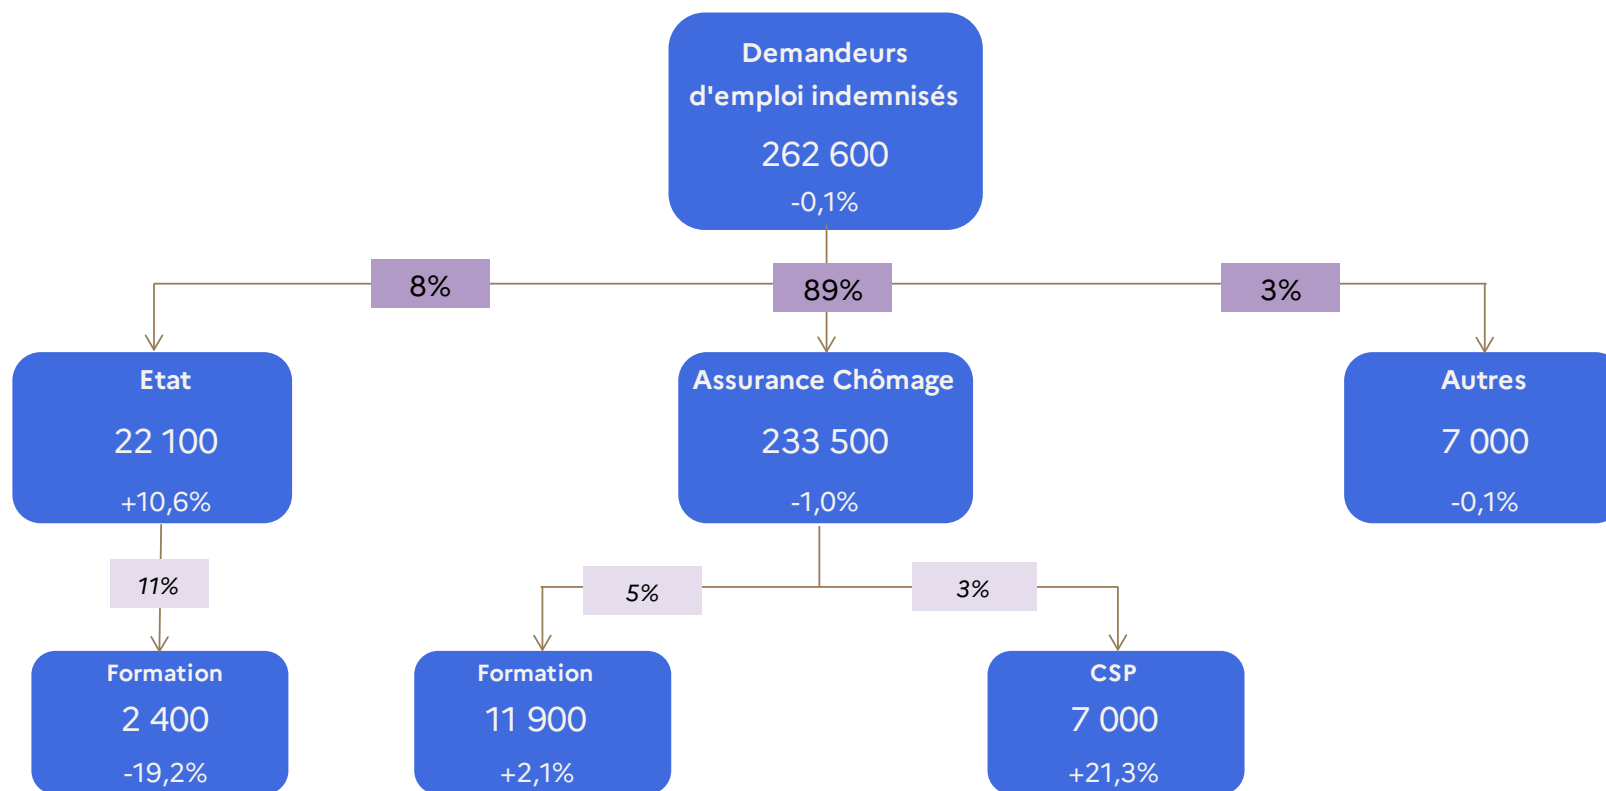 Demandeurs
d'emploi indemnisés
262 600
-0,1%
8%
89%
3%
Etat
22 100
+10,6%
Assurance Chômage
233 500
-1,0%
Autres
7 000
-0,1%
11%
5%
3%
Formation
2 400
-19,2%
Formation
11 900
+2,1%
CSP
7 000
+21,3%